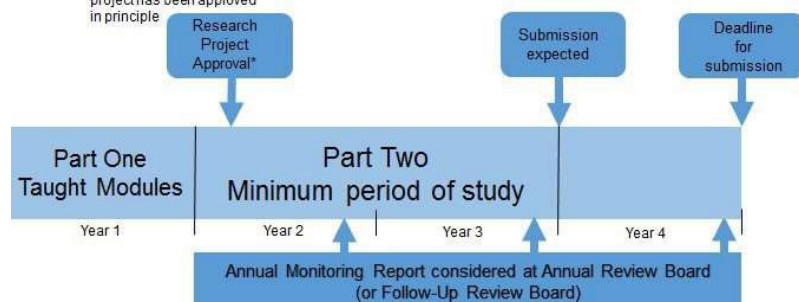 project has been approved
in principle
Research
Project
Approval*
Submission
expected
Deadline
for
submission
Part One
Taught Modules
Part Two
Minimum period of study
Year 1
Year 2
Year 3
Year 4
Annual Monitoring Report considered at Annual Review Board
(or Follow-Up Review Board)